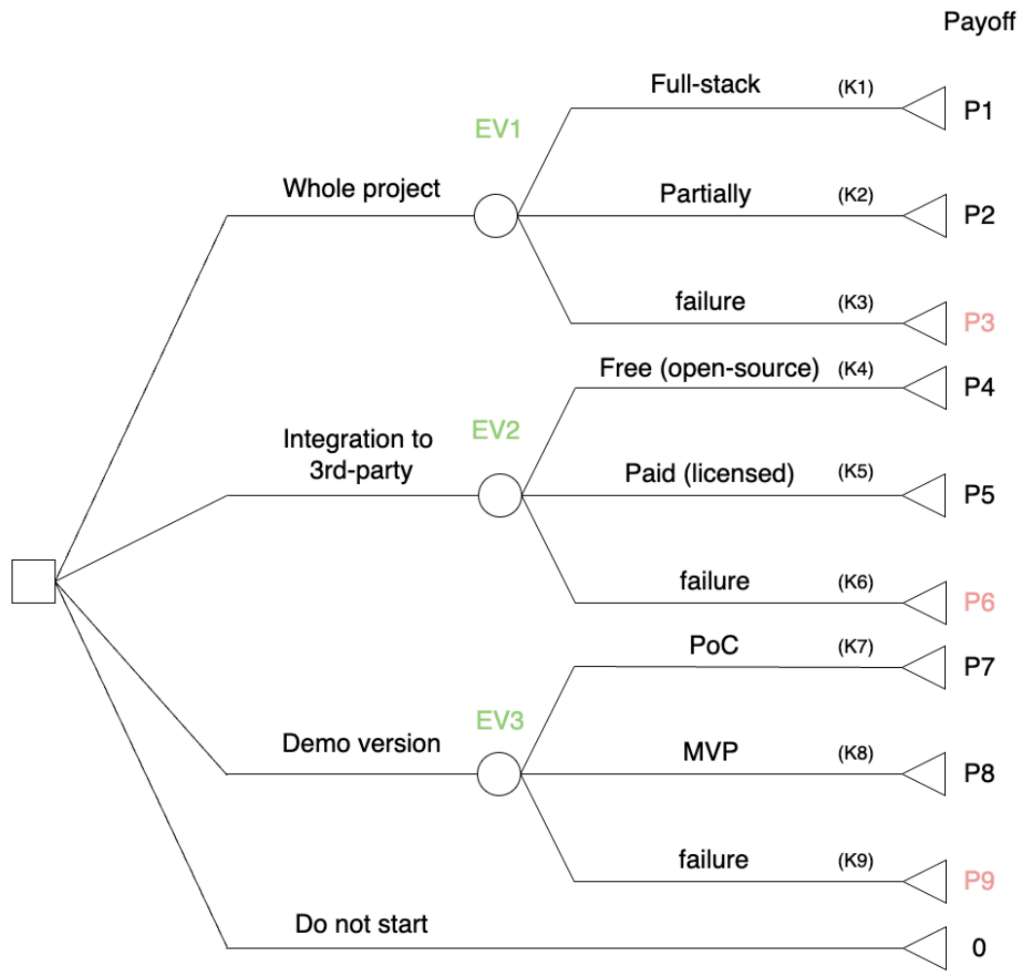 Payoff
Full-stack (K1) P1
EV1
Whole project
Partially (K2) P2
failure (K3) P3
Free (open-source) (K4) P4
EV2
Integration to
3rd-party
Paid (licensed) (K5) P5
failure (K6) P6
PoC (K7) P7
EV3
Demo version
MVP (K8) P8
failure (K9) P9
Do not start 0